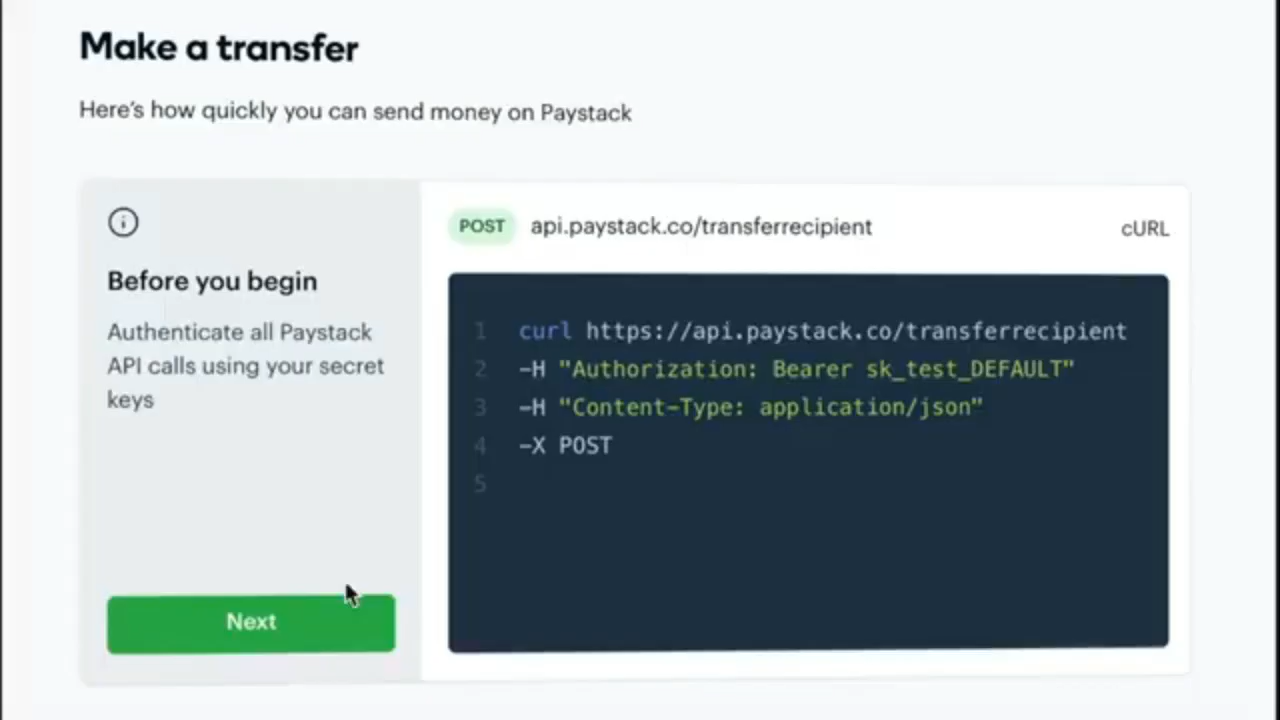 Make a transfer
Here's how quickly you can send money on Paystack
Before you begin
Authenticate all Paystack
API calls using your secret
keys
Next
POST api.paystack.co/transferrecipient cURL
1 curl https://api.paystack.co/transferrecipient
2 -H "Authorization: Bearer sk_test_DEFAULT"
3 -H "Content-Type: application/json"
4 -X POST
5